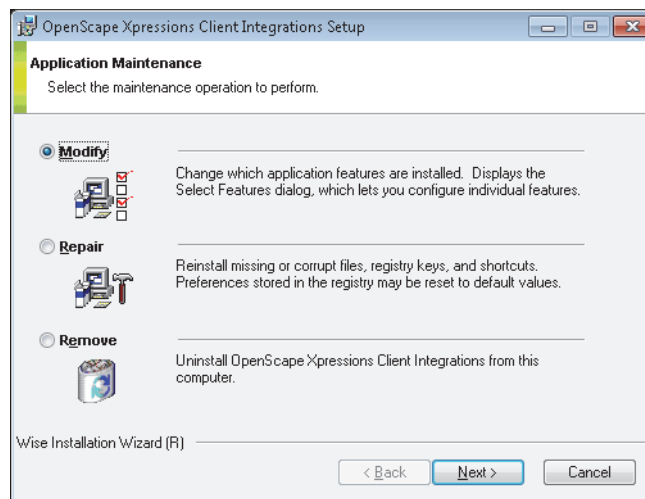 OpenScape Xpressions Client Integrations Setup
Application Maintenance
Select the maintenance operation to perform.
Modify
Change which application features are installed. Displays the
Select Features dialog, which lets you configure individual features.
Repair
Reinstall missing or corrupt files, registry keys, and shortcuts.
Preferences stored in the registry may be reset to default values.
Remove
Uninstall OpenScape Xpressions Client Integrations from this
computer.
Wise Installation Wizard (R)
< Back Next > Cancel